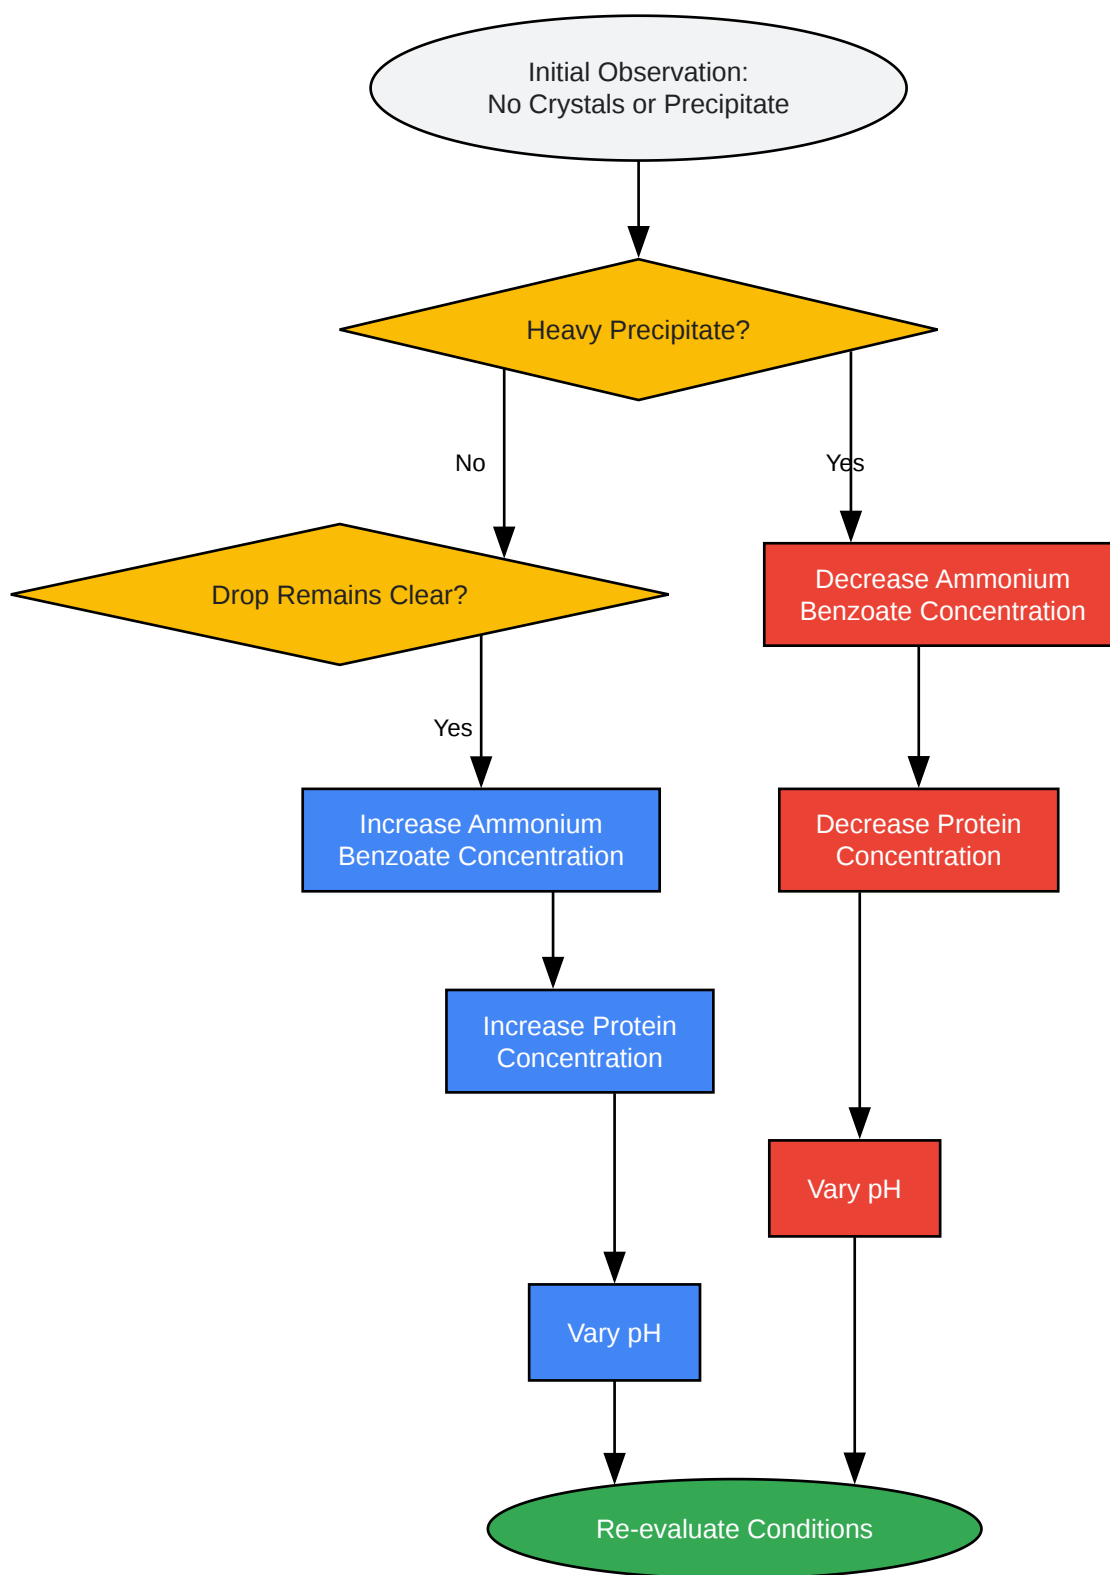 Initial Observation:
No Crystals or Precipitate
Heavy Precipitate?
No
Yes
Drop Remains Clear?
Decrease Ammonium
Benzoate Concentration
Yes
Increase Ammonium
Benzoate Concentration
Decrease Protein
Concentration
Increase Protein
Concentration
Vary pH
Vary pH
Re-evaluate Conditions